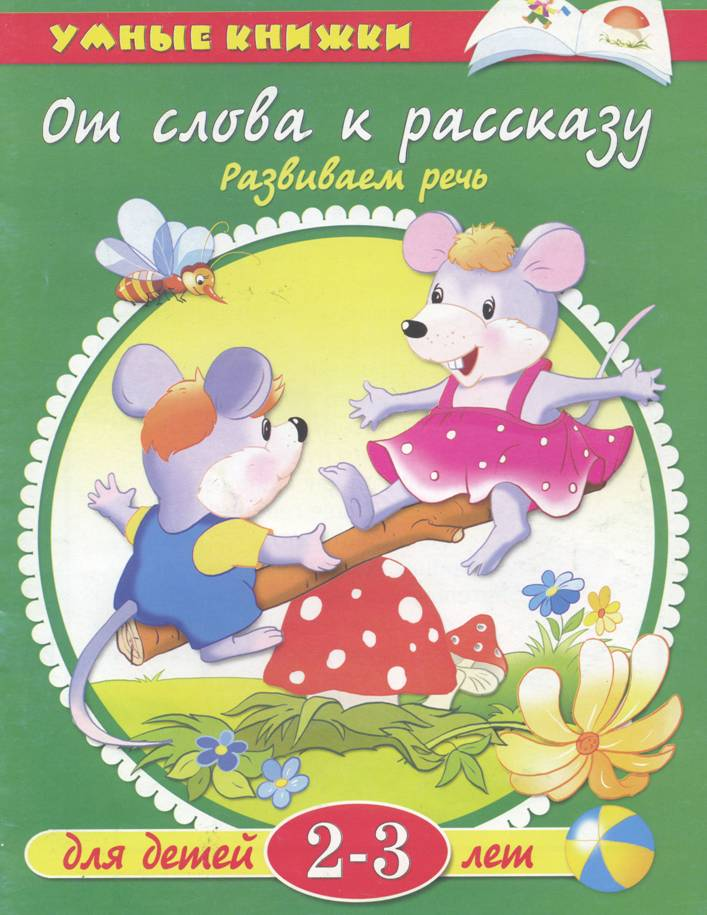 УМНЫЕ КНИЖКИ
От слова к рассказу
Развиваем речь
для детей 2-3 лет